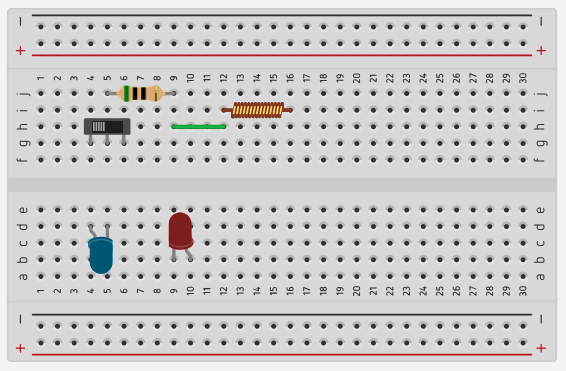 − −
+ +
1 2 3 4 5 6 7 8 9 10 11 12 13 14 15 16 17 18 19 20 21 22 23 24 25 26 27 28 29 30
j j
i i
h h
g g
f f
e e
d d
c c
b b
a a
1 2 3 4 5 6 7 8 9 10 11 12 13 14 15 16 17 18 19 20 21 22 23 24 25 26 27 28 29 30
− −
+ +